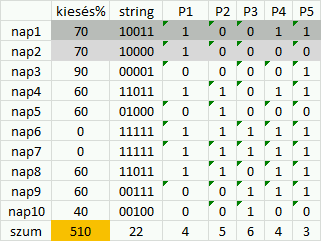 kiesés% string P1 P2 P3 P4 P5
nap1 70 10011 1 0 0 1 1
nap2 70 10000 1 0 0 0 0
nap3 90 00001 0 0 0 0 1
nap4 60 11011 1 1 0 1 1
nap5 60 01000 0 1 0 0 0
nap6 0 11111 1 1 1 1 1
nap7 0 11111 1 1 1 1 1
nap8 60 11011 1 1 0 1 1
nap9 60 00111 0 0 1 1 1
nap10 40 00100 0 0 1 0 0
szum 510 22 4 5 6 4 3